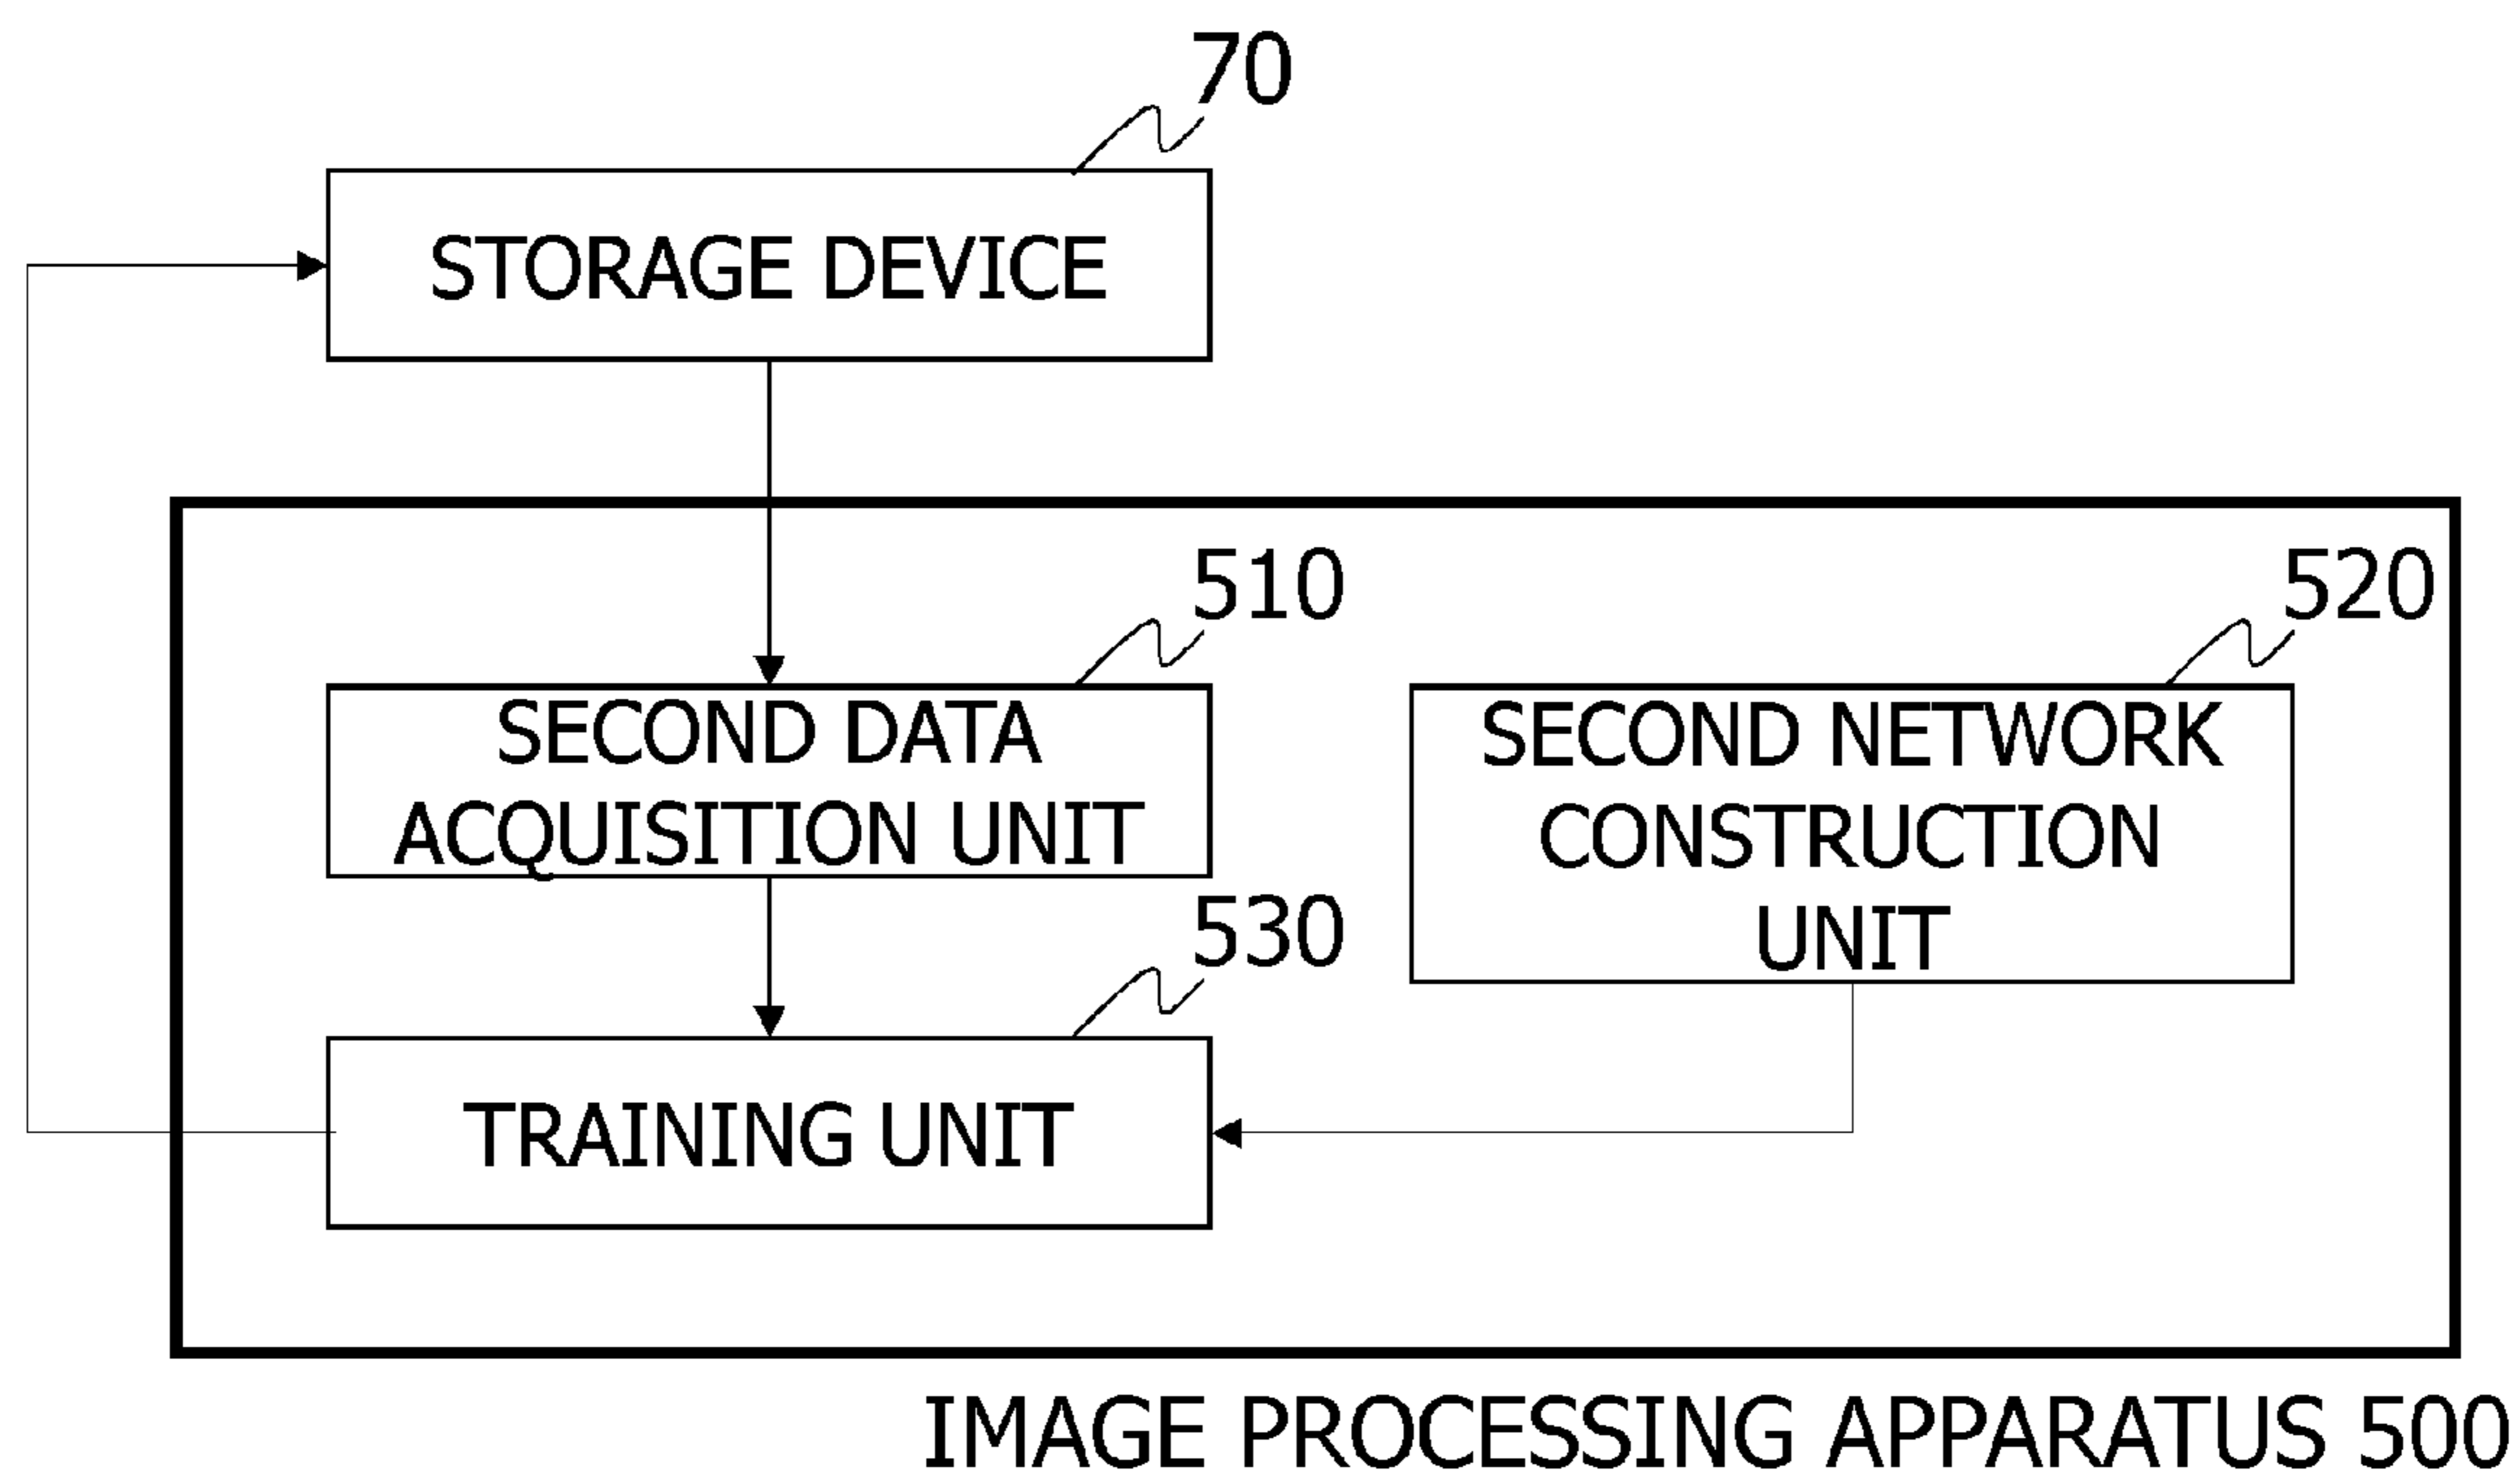 70
STORAGE DEVICE
510
520
SECOND DATA
ACQUISITION UNIT
SECOND NETWORK
CONSTRUCTION
UNIT
530
TRAINING UNIT
IMAGE PROCESSING APPARATUS 500